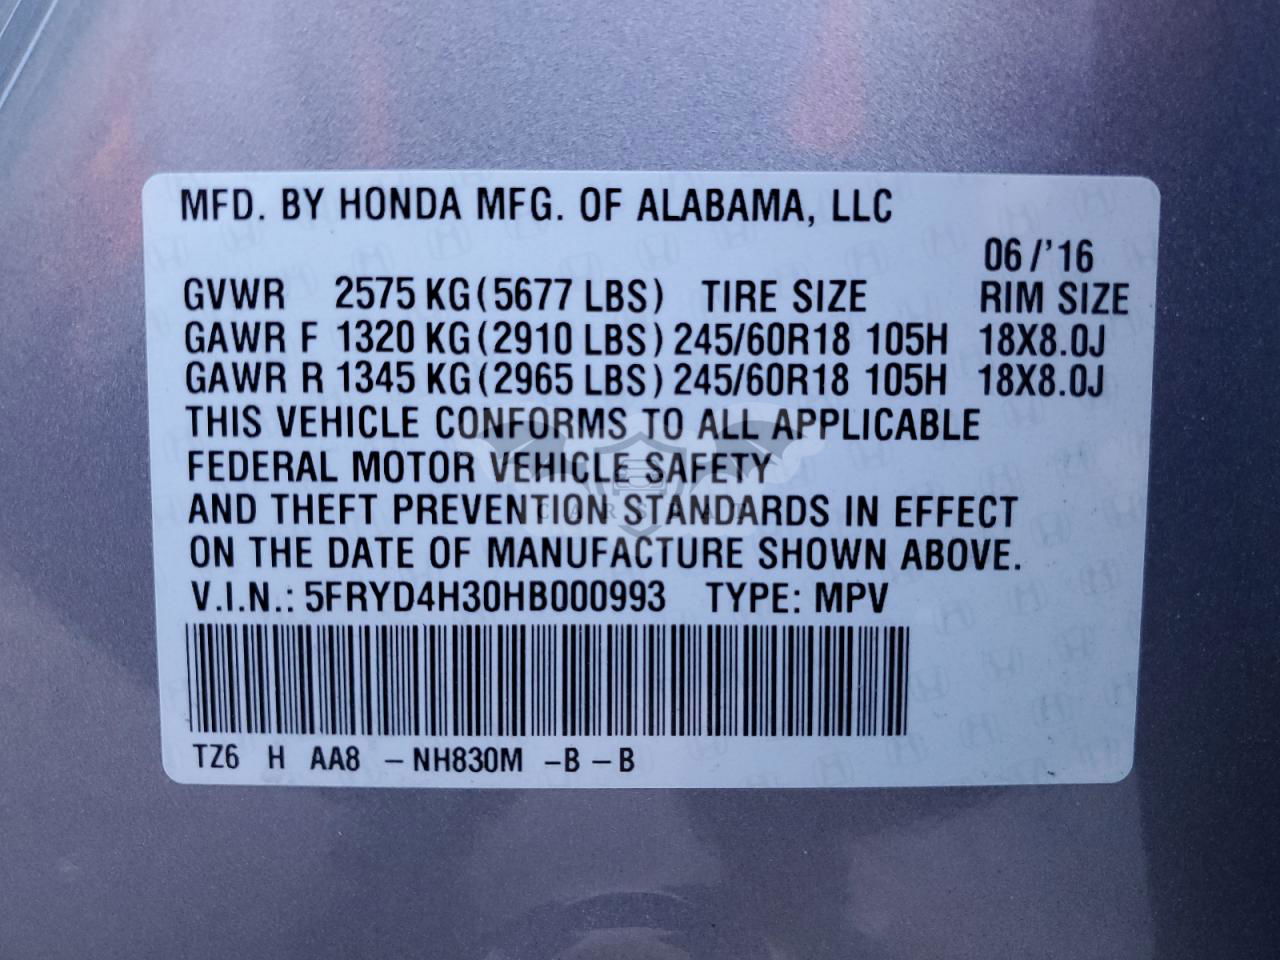 MFD. BY HONDA MFG. OF ALABAMA, LLC
06/'16
GVWR 2575 KG(5677 LBS) TIRE SIZE RIM SIZE
GAWR F 1320 KG(2910 LBS) 245/60R18 105H 18X8.0J
GAWR R 1345 KG(2965 LBS) 245/60R18 105H 18X8.0J
THIS VEHICLE CONFORMS TO ALL APPLICABLE
FEDERAL MOTOR VEHICLE SAFETY
AND THEFT PREVENTION STANDARDS IN EFFECT
ON THE DATE OF MANUFACTURE SHOWN ABOVE.
V.I.N.: 5FRYD4H30HB000993 TYPE: MPV
TZ6 H AA8 - NH830M -B - B